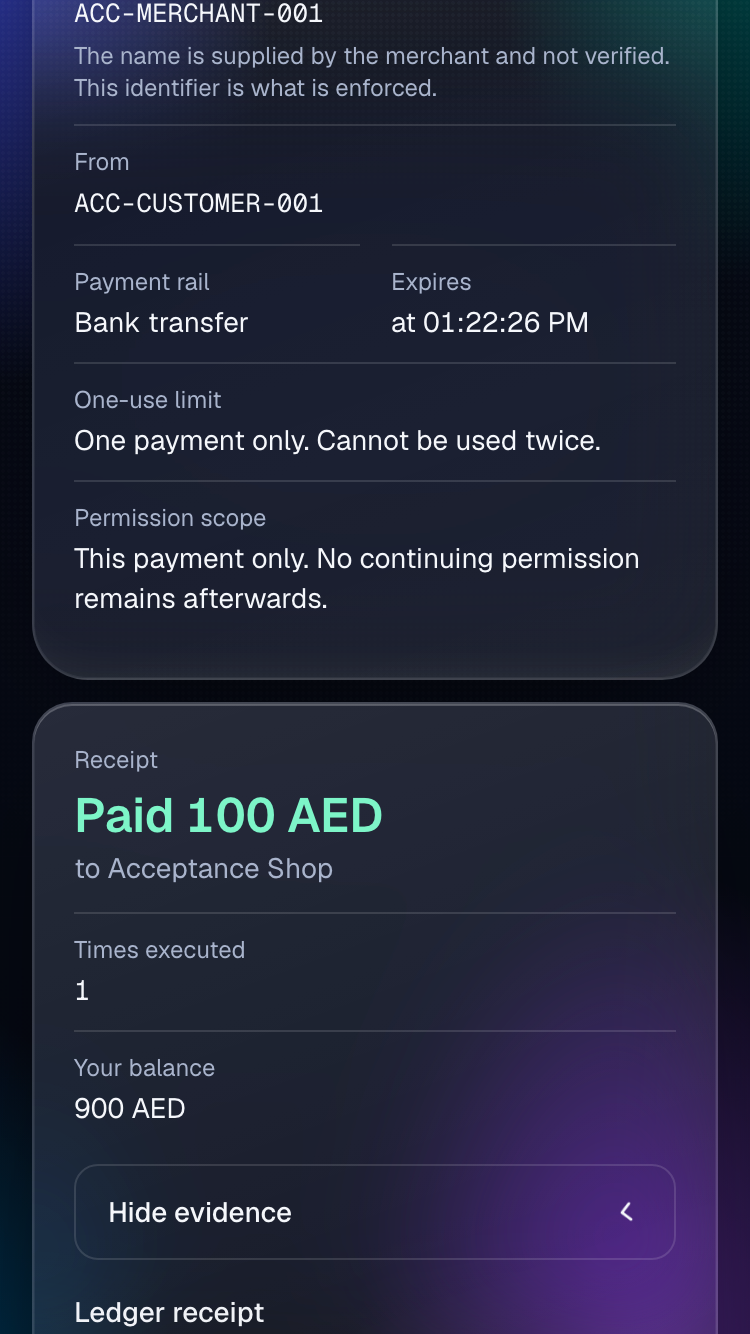 ACC-MERCHANT-001
The name is supplied by the merchant and not verified.
This identifier is what is enforced.
From
ACC-CUSTOMER-001
Payment rail
Bank transfer
Expires
at 01:22:26 PM
One-use limit
One payment only. Cannot be used twice.
Permission scope
This payment only. No continuing permission
remains afterwards.
Receipt
Paid 100 AED
to Acceptance Shop
Times executed
1
Your balance
900 AED
Hide evidence
Ledger receipt